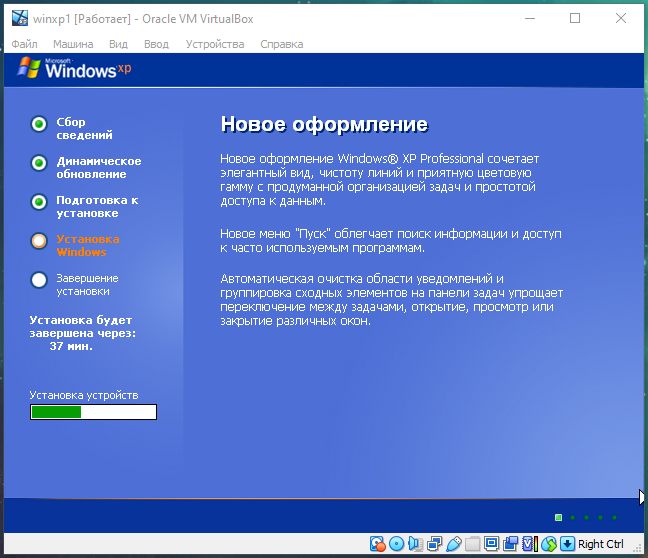 winxp1 [Работает] - Oracle VM VirtualBox
Файл Машина Вид Ввод Устройства Справка
Microsoft
Windows xp
Сбор
сведений
Динамическое
обновление
Подготовка к
установке
Установка
Windows
Завершение
установки
Установка будет
завершена через:
37 мин.
Установка устройств
Новое оформление
Новое оформление Windows® XP Professional сочетает
элегантный вид, чистоту линий и приятную цветовую
гамму с продуманной организацией задач и простотой
доступа к данным.
Новое меню "Пуск" облегчает поиск информации и доступ
к часто используемым программам.
Автоматическая очистка области уведомлений и
группировка сходных элементов на панели задач упрощает
переключение между задачами, открытие, просмотр или
закрытие различных окон.
Right Ctrl